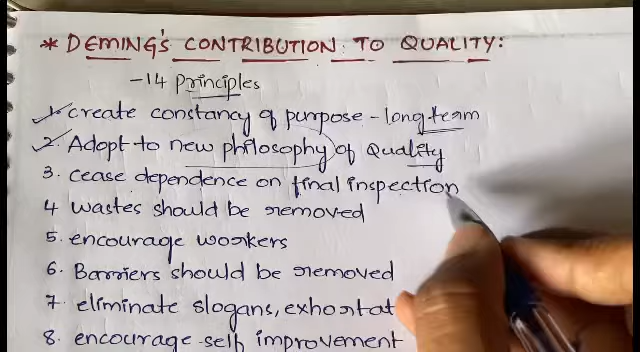 * DEMING'S CONTRIBUTION TO QUALITY:
-14 Principles
1. create constancy of purpose - long term
2. Adopt to new philosophy of Quality
3. cease dependence on final inspection
4 wastes should be removed
5. encourage workers
6. Barriers should be removed
7. eliminate slogans,
8. encourage self improvement